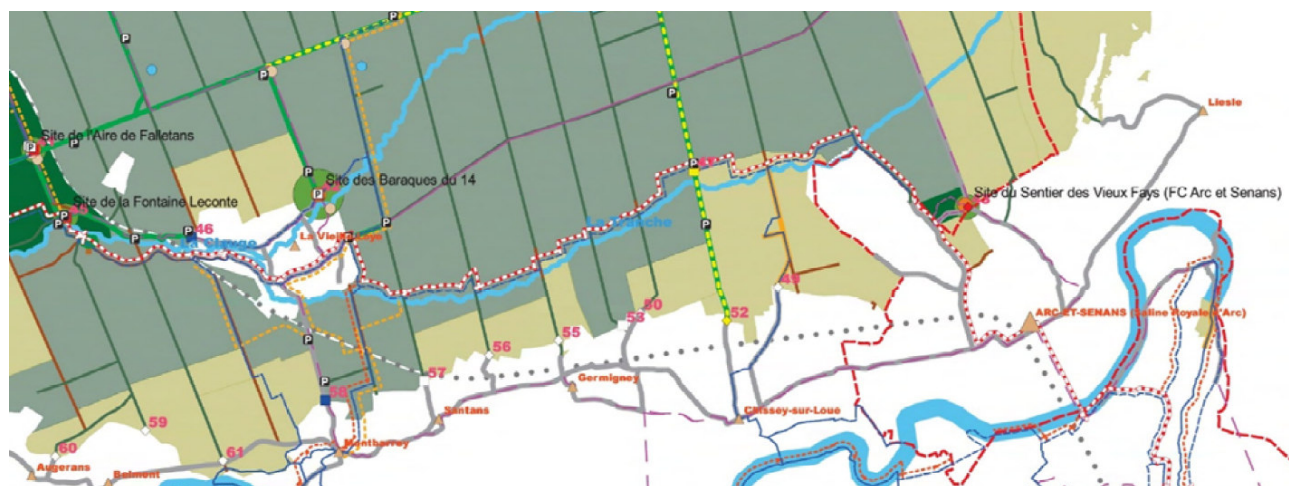 P
P
P
P
P
P
Liesle
P
Site de l'Aire de Falletans
P
P
47
P
P
Site des Baraques du 14
Site du Sentier des Vieux Fays (FC Arc et Senans)
P
Site de la Fontaine Leconte
P
P
46
P
P
La Clauge
La Vieille Loye
P
49
50
ARC-ET-SENANS (Saline Royale d'Arc)
53
52
55
56
P
57
P
58
Germigney
59
Santans
Chissey-sur-Loue
60
61
Montbarrey
Augerans
Belmont